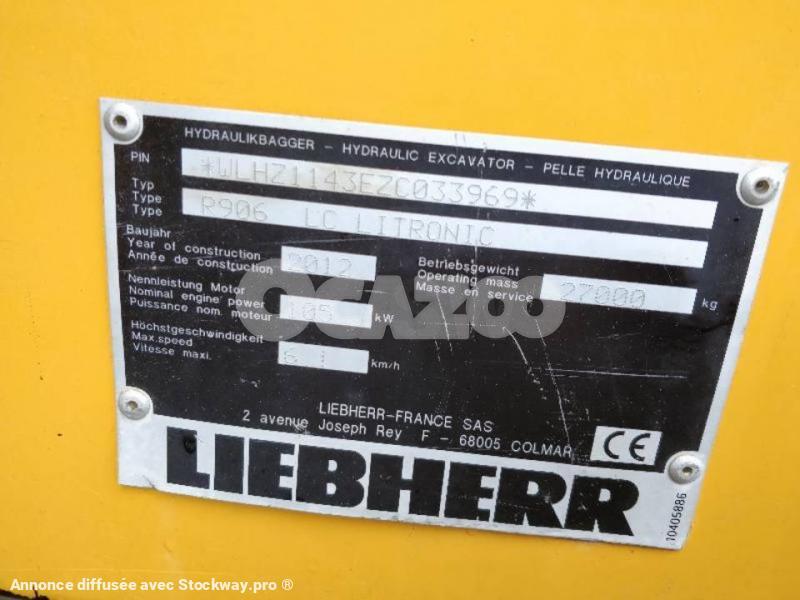 HYDRAULIKBAGGER - HYDRAULIC EXCAVATOR - PELLE HYDRAULIQUE
PIN *WLHZ1143EZC033969*
Typ
Type R906 LC LITRONIC
Type
Baujahr
Year of construction 2012
Année de construction
Betriebsgewicht
Operating mass 27000 kg
Masse en service
Nennleistung Motor
Nominal engine power 105 kW
Puissance nom. moteur
Höchstgeschwindigkeit
Max.speed km/h
Vitesse maxi.
OCAZOO
LIEBHERR-FRANCE SAS
2 avenue Joseph Rey F - 68005 COLMAR
CE
LIEBHERR
10405886
Annonce diffusée avec Stockway.pro ®